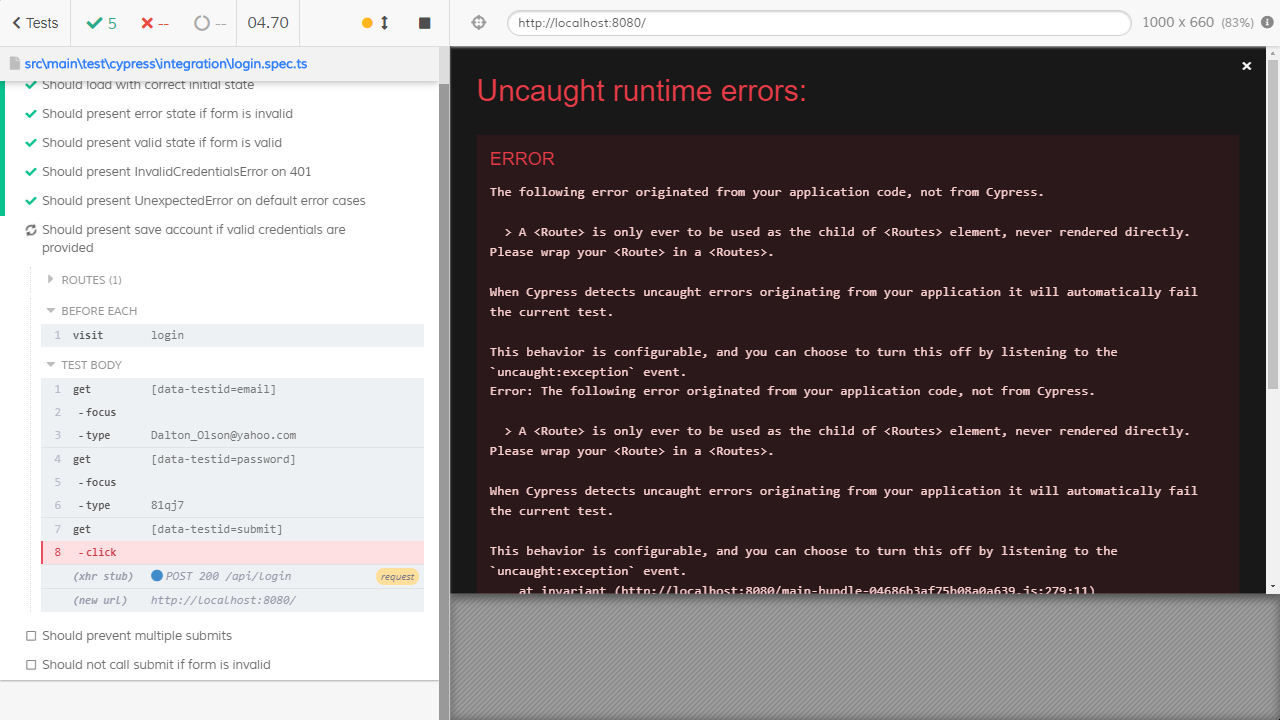 Tests
5
--
--
04.70
http://localhost:8080/
1000 x 660 (83%)
src\main\test\cypress\integration\login.spec.ts
Should load with correct initial state
Should present error state if form is invalid
Should present valid state if form is valid
Should present InvalidCredentialsError on 401
Should present UnexpectedError on default error cases
Should present save account if valid credentials are
provided
ROUTES (1)
BEFORE EACH
1 visit login
TEST BODY
1 get [data-testid=email]
2 -focus
3 -type Dalton_Olson@yahoo.com
4 get [data-testid=password]
5 -focus
6 -type 81qj7
7 get [data-testid=submit]
8 -click
(xhr stub) POST 200 /api/login request
(new url) http://localhost:8080/
Should prevent multiple submits
Should not call submit if form is invalid
×
Uncaught runtime errors:
ERROR
The following error originated from your application code, not from Cypress.
> A <Route> is only ever to be used as the child of <Routes> element, never rendered directly.
Please wrap your <Route> in a <Routes>.
When Cypress detects uncaught errors originating from your application it will automatically fail
the current test.
This behavior is configurable, and you can choose to turn this off by listening to the
`uncaught:exception` event.
Error: The following error originated from your application code, not from Cypress.
> A <Route> is only ever to be used as the child of <Routes> element, never rendered directly.
Please wrap your <Route> in a <Routes>.
When Cypress detects uncaught errors originating from your application it will automatically fail
the current test.
This behavior is configurable, and you can choose to turn this off by listening to the
`uncaught:exception` event.
at invariant (http://localhost:8080/main-bundle-04686b3af75b08a0a639.js:279:11)